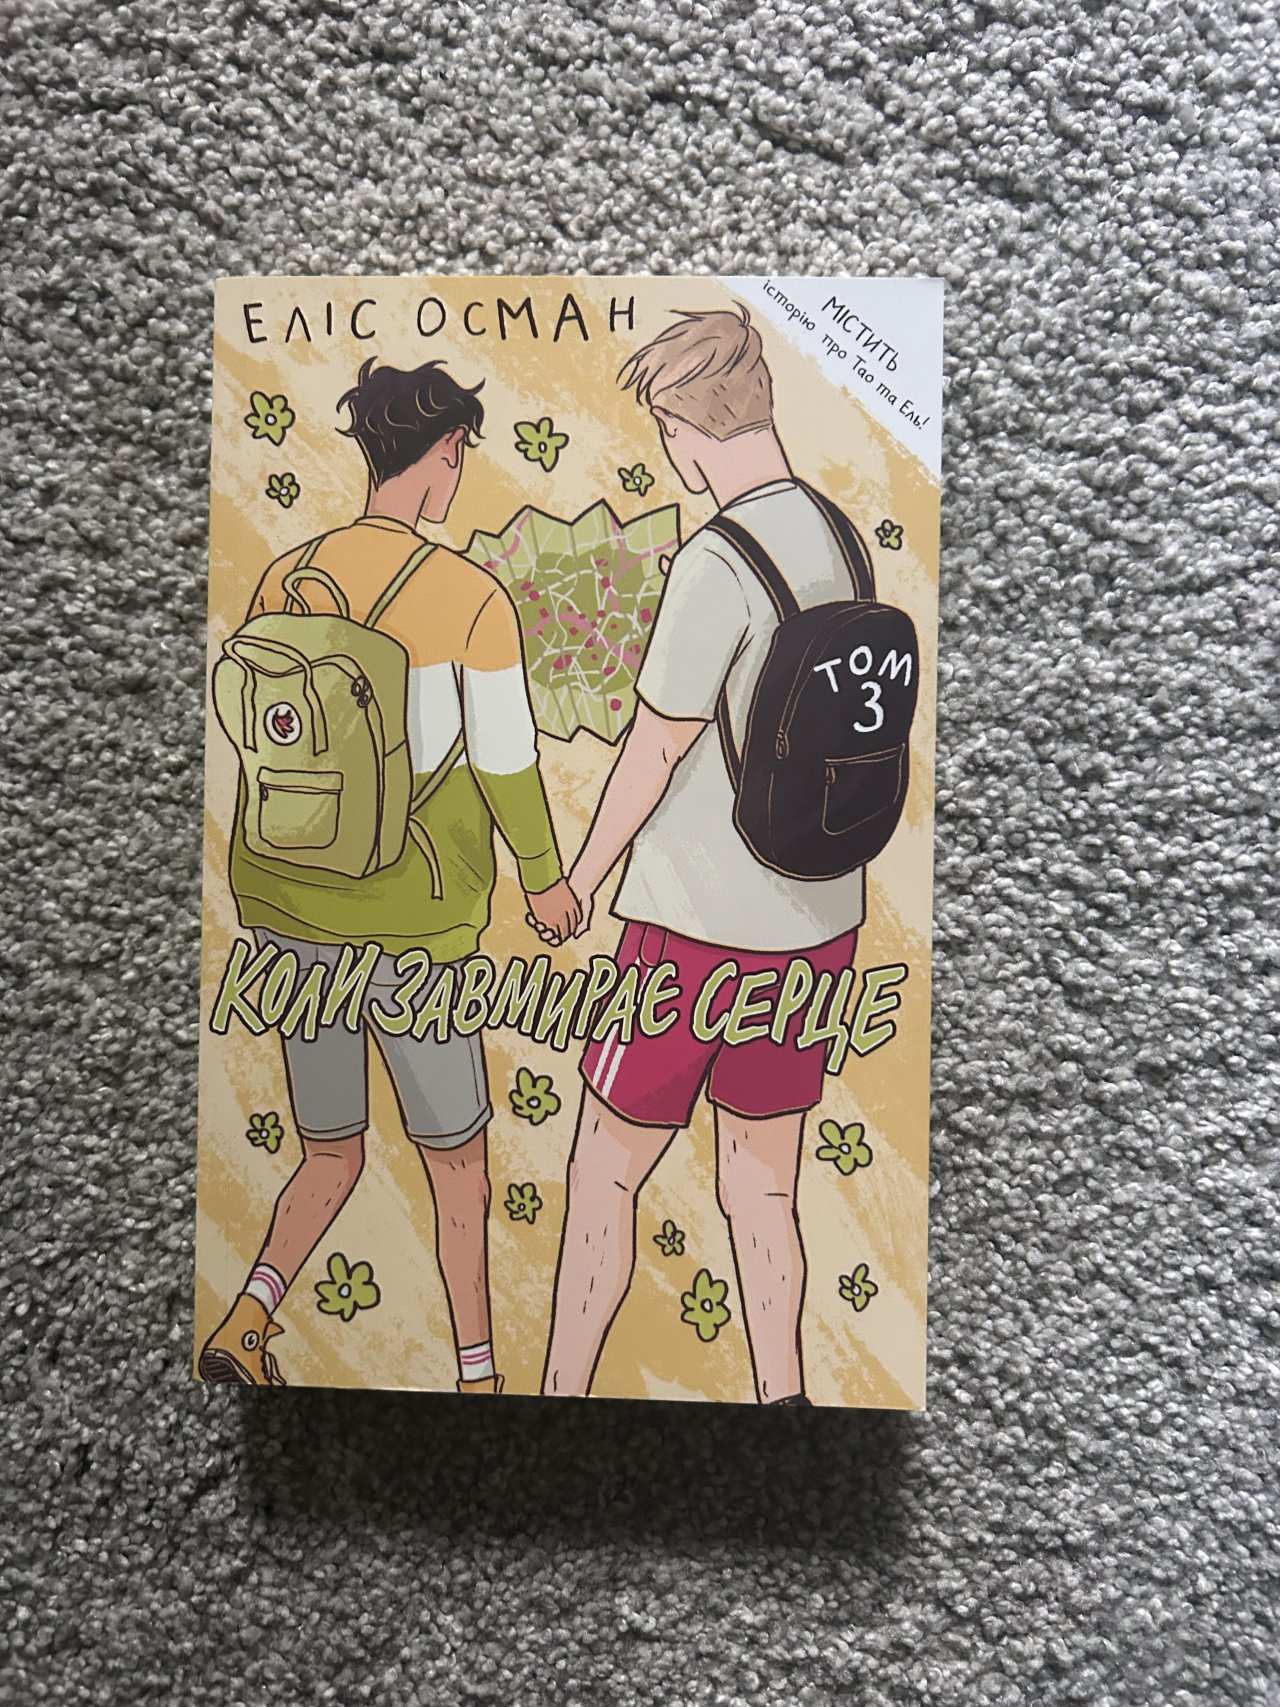 ЕЛІС ОСМАН
МІСТИТЬ
історію про Тао та Ель!
ТОМ
3
КОЛИ ЗАВМИРАЄ СЕРЦЕ